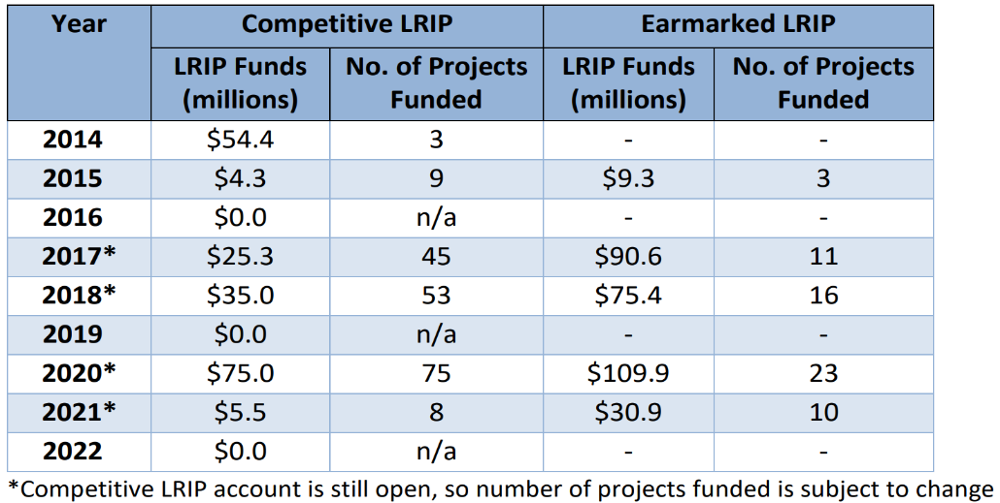 Year Competitive LRIP Earmarked LRIP
LRIP Funds No. of Projects LRIP Funds No. of Projects
(millions) Funded (millions) Funded
2014 $54.4 3 - -
2015 $4.3 9 $9.3 3
2016 $0.0 n/a - -
2017* $25.3 45 $90.6 11
2018* $35.0 53 $75.4 16
2019 $0.0 n/a - -
2020* $75.0 75 $109.9 23
2021* $5.5 8 $30.9 10
2022 $0.0 n/a - -
*Competitive LRIP account is still open, so number of projects funded is subject to change